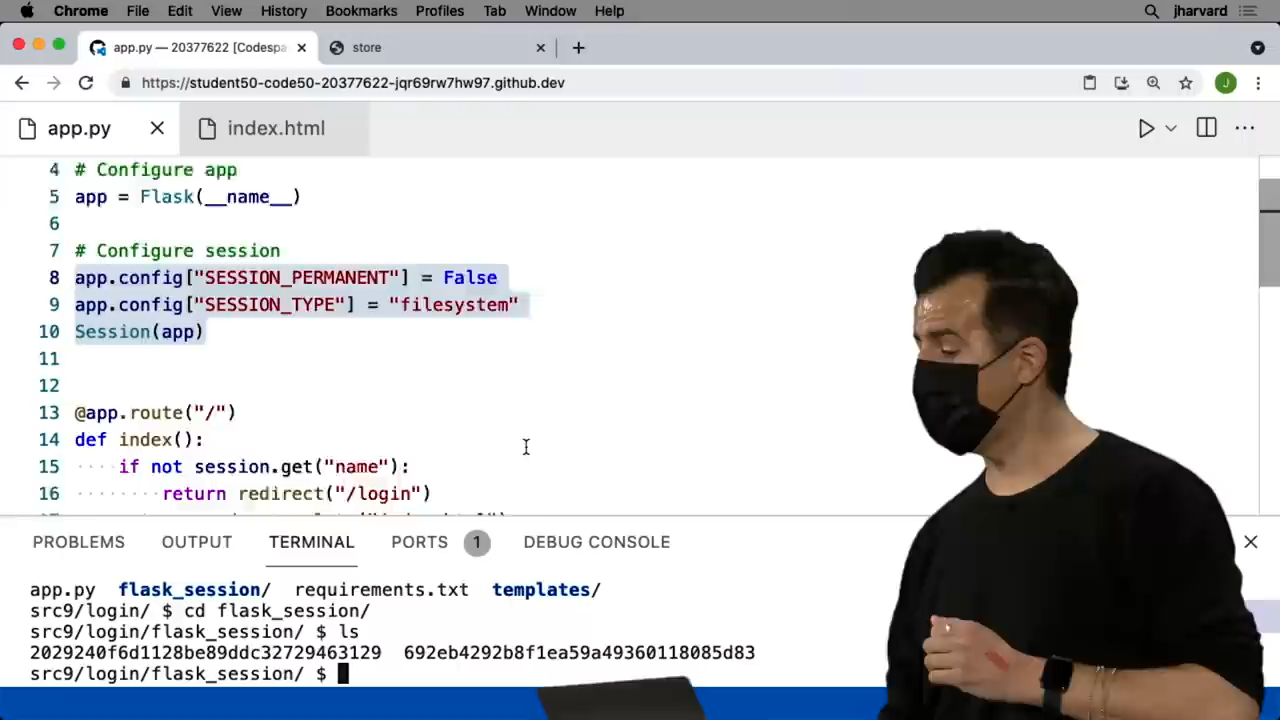 Chrome File Edit View History Bookmarks Profiles Tab Window Help jharvard
app.py — 20377622 [Codespa
store
https://student50-code50-20377622-jqr69rw7hw97.github.dev
J
app.py
index.html
4 # Configure app
5 app = Flask(__name__)
6
7 # Configure session
8 app.config["SESSION_PERMANENT"] = False
9 app.config["SESSION_TYPE"] = "filesystem"
10 Session(app)
11
12
13 @app.route("/")
14 def index():
15 if not session.get("name"):
16 return redirect("/login")
PROBLEMS OUTPUT TERMINAL PORTS 1 DEBUG CONSOLE
app.py flask_session/ requirements.txt templates/
src9/login/ $ cd flask_session/
src9/login/flask_session/ $ ls
2029240f6d1128be89ddc32729463129 692eb4292b8f1ea59a49360118085d83
src9/login/flask_session/ $